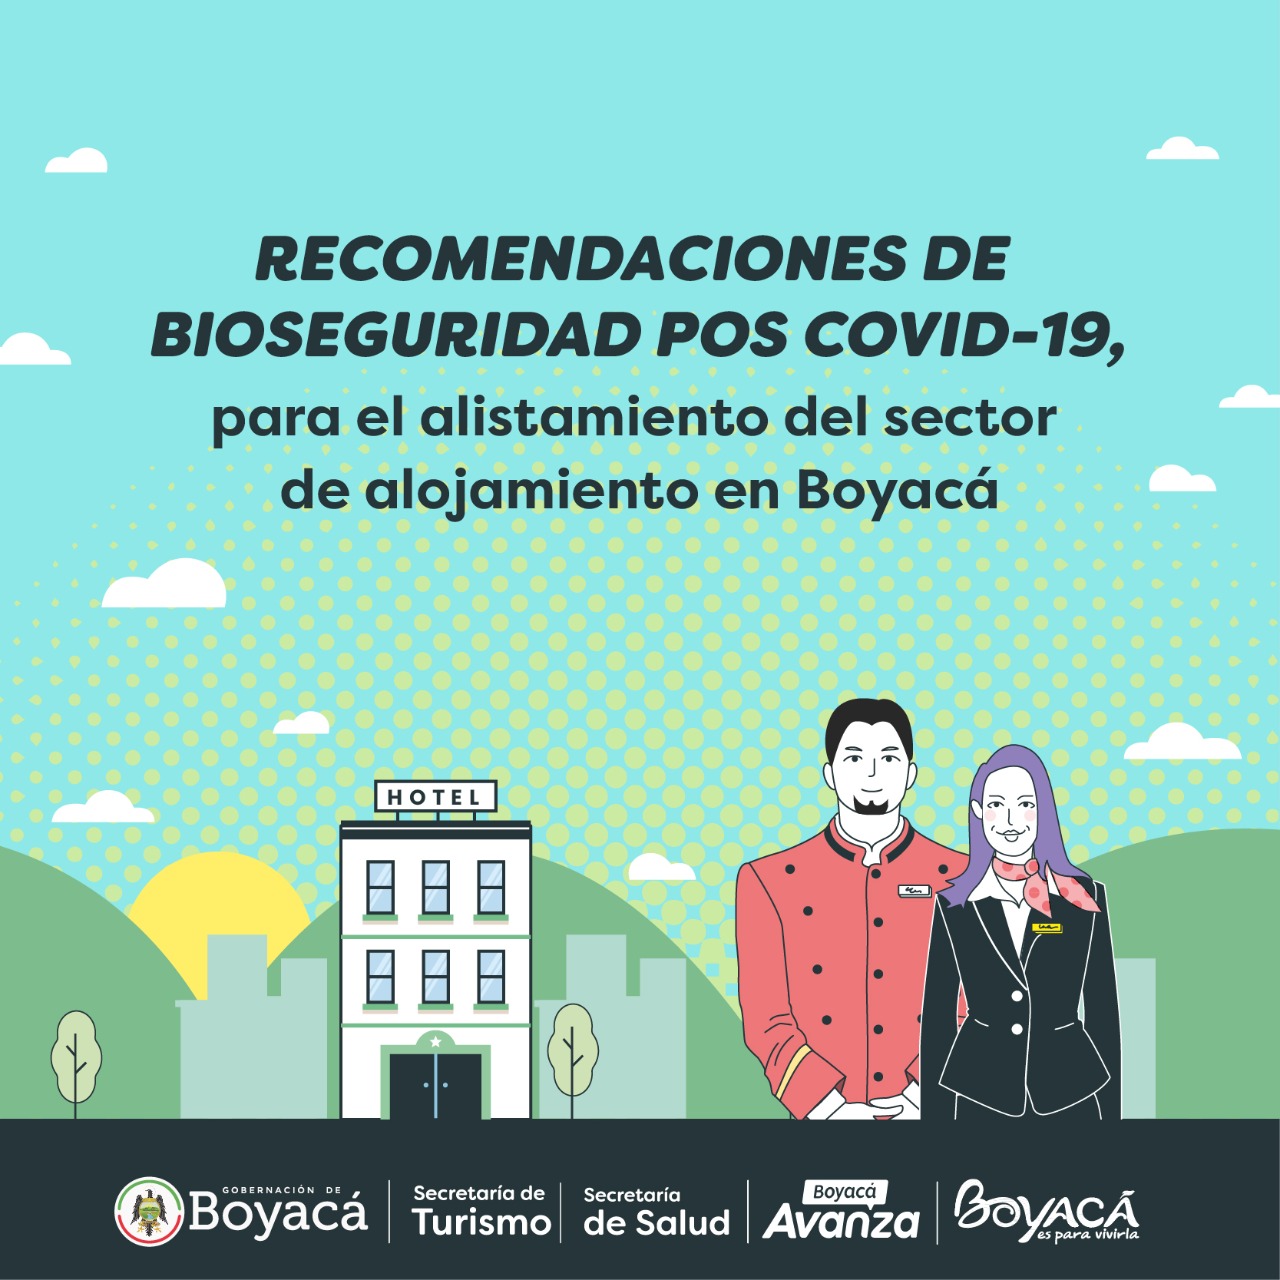 RECOMENDACIONES DE
BIOSEGURIDAD POS COVID-19,
para el alistamiento del sector
de alojamiento en Boyacá
HOTEL
GOBERNACIÓN DE
Boyacá
Secretaría de
Turismo
Secretaría
de Salud
Boyacá
Avanza
BOYACÁ
es para vivirla